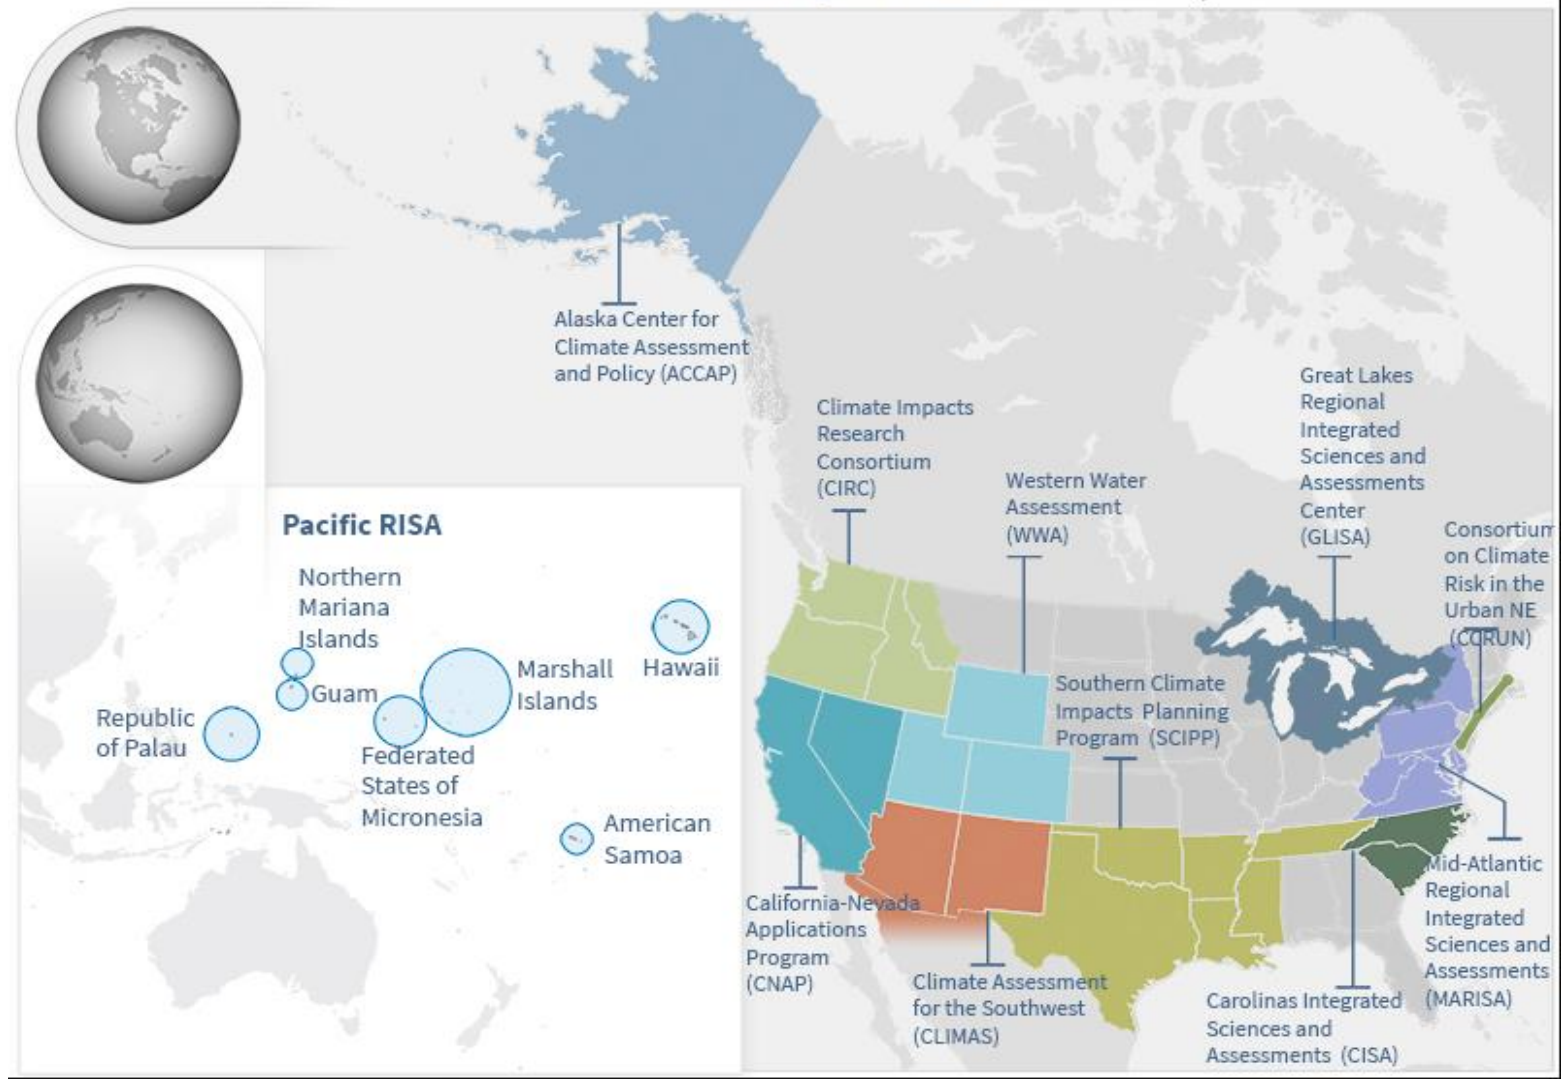 Alaska Center for
Climate Assessment
and Policy (ACCAP)
Climate Impacts
Research
Consortium
(CIRC)
Western Water
Assessment
(WWA)
Great Lakes
Regional
Integrated
Sciences and
Assessments
Center
(GLISA)
Consortium
on Climate
Risk in the
Urban NE
(CCRUN)
Pacific RISA
Northern
Mariana
Islands
Guam
Republic
of Palau
Federated
States of
Micronesia
Marshall
Islands
Hawaii
American
Samoa
Southern Climate
Impacts Planning
Program (SCIPP)
California-Nevada
Applications
Program
(CNAP)
Climate Assessment
for the Southwest
(CLIMAS)
Carolinas Integrated
Sciences and
Assessments (CISA)
Mid-Atlantic
Regional
Integrated
Sciences and
Assessments
(MARISA)